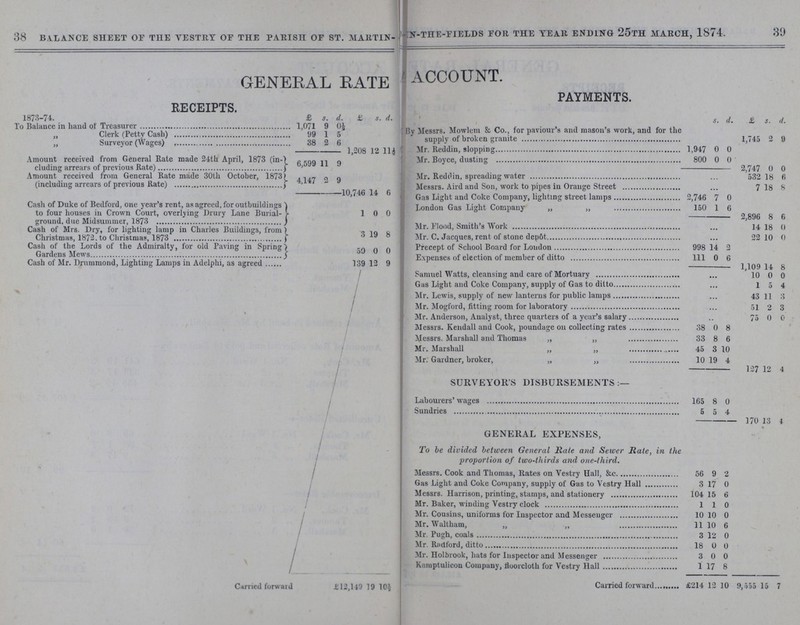 38 BALANCE SHEET OF THE VESTRY OF THE PARISH OF ST. MARTIN-
GENERAL RATE
RECEIPTS.
1873-74. £ s. d. £ s. d.
To Balance in hand of Treasurer 1,071 9 0½
„ Clerk (Petty Cash) 99 1 5
„ Surveyor (Wages) 38 2 6
1,208 12 11½
Amount received from General Rate made 24th April, 1873 (in-
cluding arrears of previous Rate) 6,599 11 9
Amount received from General Rate made 30th October, 1873
(including arrears of previous Rate) 4,147 2 9
10,746 14 6
Cash of Duke of Bedford, one year's rent, as agreed, for outbuildings
to four houses in Crown Court, overlying Drury Lane Burial-
ground, due Midsummer, 1873 1 0 0
Cash of Mrs. Dry, for lighting lamp in Charles Buildings, from
Christmas, 1872, to Christmas, 1873 3 19 8
Cash of the Lords of the Admiralty, for old Paving in Spring
Gardens Mews 50 0 0
Cash of Mr. Drummond, Lighting Lamps in Adelphi, as agreed 139 12 9
Carried forward £12,149 19 10½
N-THE-FIELDS FOR THE YEAR ENDING 25TH MARCH, 1874. 39
ACCOUNT.
PAYMENTS.
s. d. £ s. d.
By Messrs. Mowlem & Co., for paviour's and mason's work, and for the
supply of broken granite 1,745 2 9
Mr. Reddin, slopping 1,947 0 0
Mr. Boyce, dusting 800 0 0
2,747 0 0
Mr. Reddin, spreading water ... 532 18 6
Messrs. Aird and Son, work to pipes in Orange Street ... 7 18 8
Gas Light and Coke Company, lighting street lamps 2,746 7 0
London Gas Light Company „ „ 150 1 6
2,896 8 6
Mr. Flood, Smith's Work ... 14 18 0
Mr. C. Jacques, rent of stone depôt ... 22 10 0
Precept of School Board for London 998 14 2
Expenses of election of member of ditto 111 0 6
1,109 14 8
Samuel Watts, cleansing and care of Mortuary ... 10 0 0
Gas Light and Coke Company, supply of Gas to ditto ... 1 5 4
Mr. Lewis, supply of new lanterns for public lamps ... 43 11 3
Mr. Mogford, fitting room for laboratory ... 51 2 3
Mr. Anderson, Analyst, three quarters of a year's salary .. 75 0 0
Messrs. Kendall and Cook, poundage on collecting rates 38 0 8
Messrs. Marshall and Thomas „ „ 33 8 6
Mr. Marshall „ „ 45 3 10
Mr. Gardner, broker, „ „ 10 19 4
127 12 4
SURVEYOR'S DISBURSEMENTS:—
Labourers' wages 165 8 0
Sundries 5 5 4
170 13 4
GENERAL EXPENSES,
To be divided between General Rate and Sewer Rate, in the
proportion of two-thirds and one-third.
Messrs. Cook and Thomas, Rates on Vestry Hall, &c. 56 9 2
Gas Light and Coke Company, supply of Gas to Vestry Hall 3 17 0
Messrs. Harrison, printing, stamps, and stationery 104 15 6
Mr. Baker, winding Vestry clock 1 1 0
Mr. Cousins, uniforms for Inspector and Messenger 10 10 0
Mr. Waltham, „ „ 11 10 6
Mr. Pugh, coals 3 12 0
Mr. Radford, ditto 18 0 0
Mr. Holbrook, hats for Inspector and Messenger 3 0 0
Kamptulicon Company, floorcloth for Vestry Hall 1 17 8
Carried forward £214 12 10 9,555 15 7